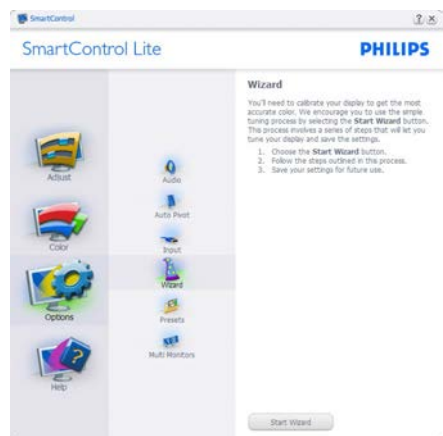 SmartControl
SmartControl Lite
PHILIPS
Adjust
Color
Options
Help
Audio
Auto Pivot
Input
Wizard
Presets
Multi Monitors
Wizard
You'll need to calibrate your display to get the most
accurate color. We encourage you to use the simple
tuning process by selecting the Start Wizard button.
This process involves a series of steps that will let you
tune your display and save the settings.
1. Choose the Start Wizard button.
2. Follow the steps outlined in this process.
3. Save your settings for future use.
Start Wizard